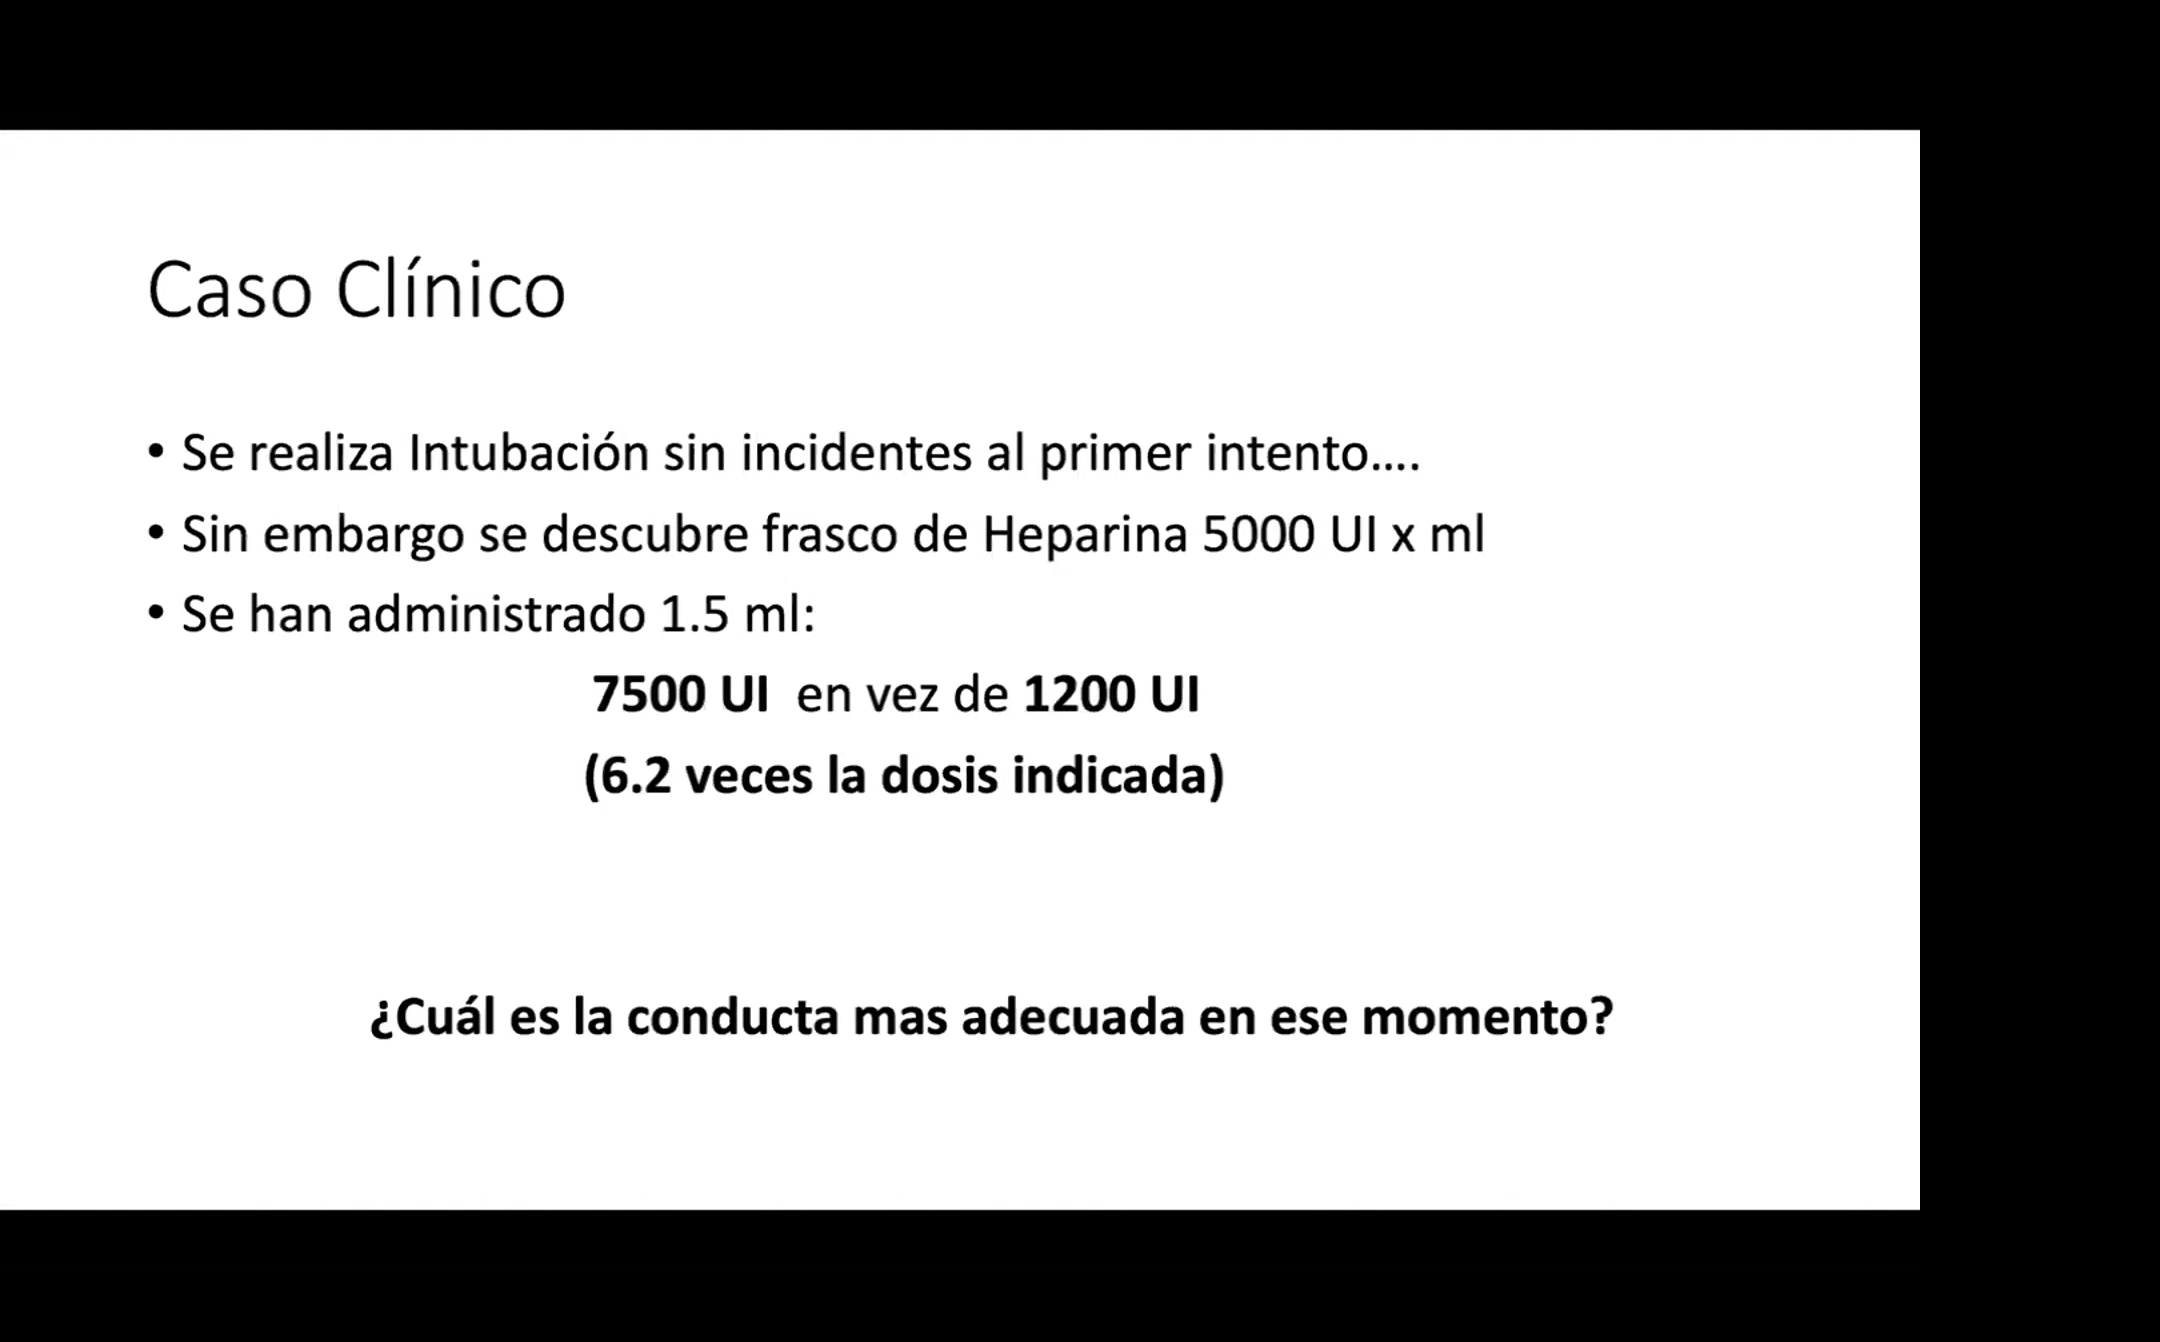 Caso Clínico
• Se realiza Intubación sin incidentes al primer intento....
• Sin embargo se descubre frasco de Heparina 5000 UI x ml
• Se han administrado 1.5 ml:
7500 UI en vez de 1200 UI
(6.2 veces la dosis indicada)
¿Cuál es la conducta mas adecuada en ese momento?